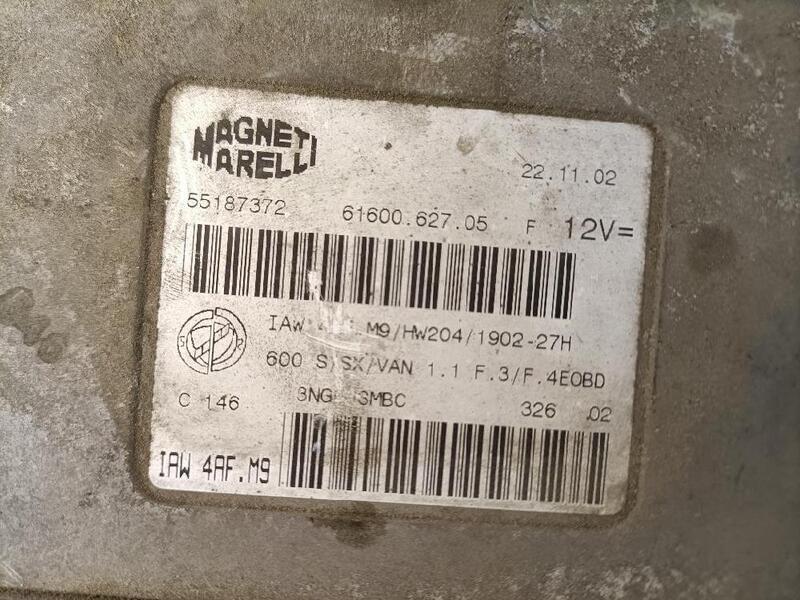 MAGNETI
MARELLI
22.11.02
55187372 61600.627.05 F 12V=
M9/HW204/1902-27H
600 S/SX/VAN 1.1 F.3/F.4EOBD
C 146 3NG SMBC 326 02
IAW 4AF.M9